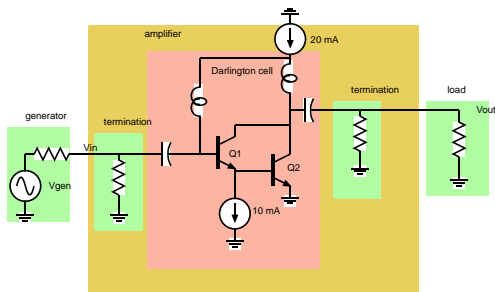 amplifier
20 mA
Darlington cell
termination
load
Vout
generator
termination
Vin
Q1
Q2
Vgen
10 mA